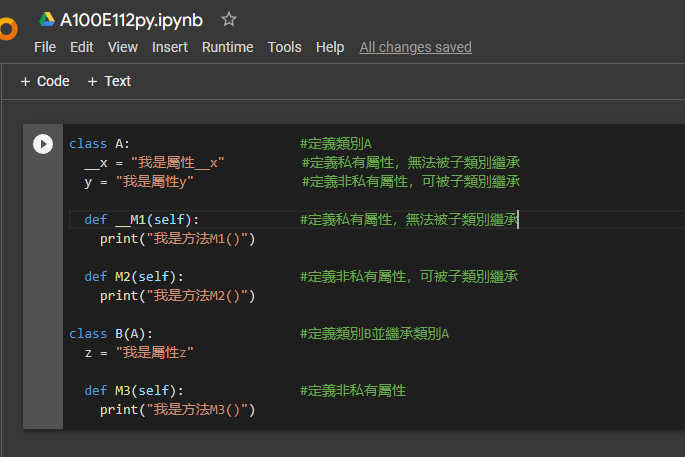 A100E112py.ipynb
File Edit View Insert Runtime Tools Help All changes saved
+ Code + Text
class A: #定義類別A
__x = "我是屬性__x" #定義私有屬性，無法被子類別繼承
y = "我是屬性y" #定義非私有屬性，可被子類別繼承
def __M1(self): #定義私有屬性，無法被子類別繼承
print("我是方法M1()")
def M2(self): #定義非私有屬性，可被子類別繼承
print("我是方法M2()")
class B(A): #定義類別B並繼承類別A
z = "我是屬性z"
def M3(self): #定義非私有屬性
print("我是方法M3()")